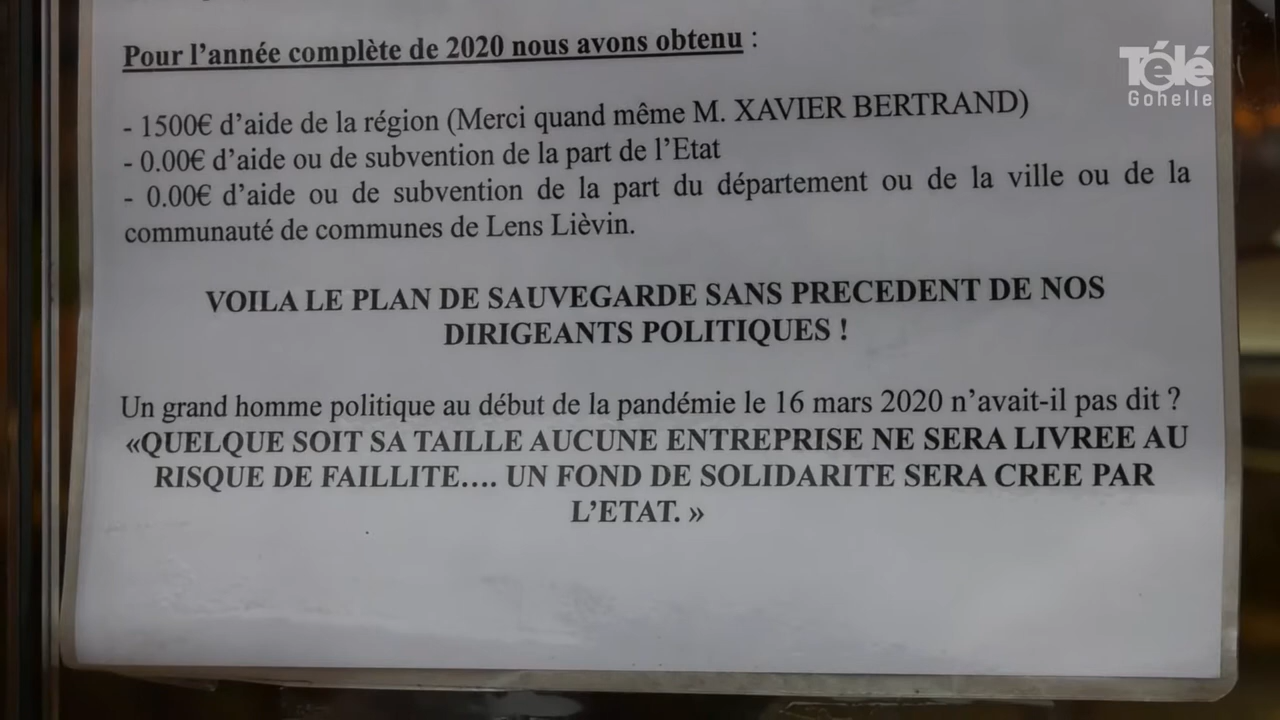 Pour l'année complète de 2020 nous avons obtenu :
Télé
Gohelle
- 1500€ d'aide de la région (Merci quand même M. XAVIER BERTRAND)
- 0.00€ d'aide ou de subvention de la part de l'Etat
- 0.00€ d'aide ou de subvention de la part du département ou de la ville ou de la
communauté de communes de Lens Lièvin.
VOILA LE PLAN DE SAUVEGARDE SANS PRECEDENT DE NOS
DIRIGEANTS POLITIQUES !
Un grand homme politique au début de la pandémie le 16 mars 2020 n'avait-il pas dit ?
«QUELQUE SOIT SA TAILLE AUCUNE ENTREPRISE NE SERA LIVREE AU
RISQUE DE FAILLITE.... UN FOND DE SOLIDARITE SERA CREE PAR
L'ETAT. »